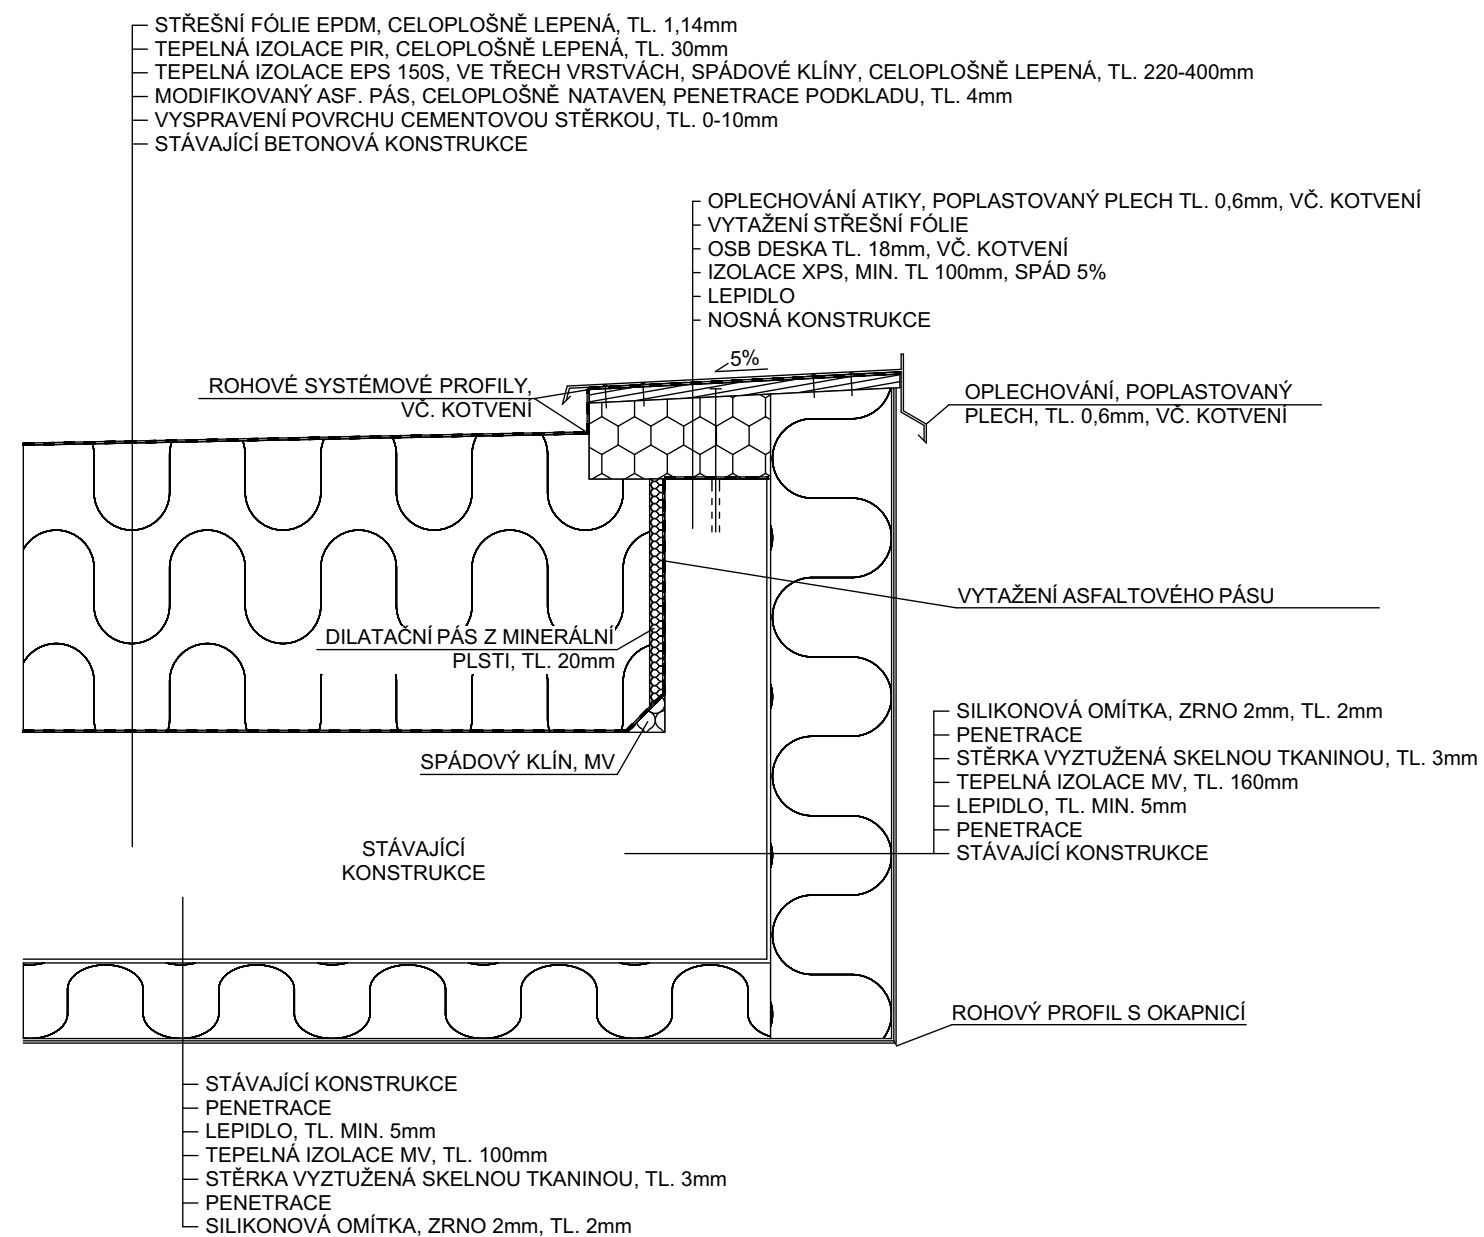 STŘEŠNÍ FÓLIE EPDM, CELOPLOŠNĚ LEPENÁ, TL. 1,14mm
TEPELNÁ IZOLACE PIR, CELOPLOŠNĚ LEPENÁ, TL. 30mm
TEPELNÁ IZOLACE EPS 150S, VE TŘECH VRSTVÁCH, SPÁDOVÉ KLÍNY, CELOPLOŠNĚ LEPENÁ, TL. 220-400mm
MODIFIKOVANÝ ASF. PÁS, CELOPLOŠNĚ NATAVEN, PENETRACE PODKLADU, TL. 4mm
VYSPRAVENÍ POVRCHU CEMENTOVOU STĚRKOU, TL. 0-10mm
STÁVAJÍCÍ BETONOVÁ KONSTRUKCE
OPLECHOVÁNÍ ATIKY, POPLASTOVANÝ PLECH TL. 0,6mm, VČ. KOTVENÍ
VYTAŽENÍ STŘEŠNÍ FÓLIE
OSB DESKA TL. 18mm, VČ. KOTVENÍ
IZOLACE XPS, MIN. TL 100mm, SPÁD 5%
LEPIDLO
NOSNÁ KONSTRUKCE
5%
ROHOVÉ SYSTÉMOVÉ PROFILY,
VČ. KOTVENÍ
OPLECHOVÁNÍ, POPLASTOVANÝ
PLECH, TL. 0,6mm, VČ. KOTVENÍ
VYTAŽENÍ ASFALTOVÉHO PÁSU
DILATAČNÍ PÁS Z MINERÁLNÍ
PLSTI, TL. 20mm
SPÁDOVÝ KLÍN, MV
SILIKONOVÁ OMÍTKA, ZRNO 2mm, TL. 2mm
PENETRACE
STĚRKA VYZTUŽENÁ SKELNOU TKANINOU, TL. 3mm
TEPELNÁ IZOLACE MV, TL. 160mm
LEPIDLO, TL. MIN. 5mm
PENETRACE
STÁVAJÍCÍ KONSTRUKCE
STÁVAJÍCÍ
KONSTRUKCE
ROHOVÝ PROFIL S OKAPNICÍ
STÁVAJÍCÍ KONSTRUKCE
PENETRACE
LEPIDLO, TL. MIN. 5mm
TEPELNÁ IZOLACE MV, TL. 100mm
STĚRKA VYZTUŽENÁ SKELNOU TKANINOU, TL. 3mm
PENETRACE
SILIKONOVÁ OMÍTKA, ZRNO 2mm, TL. 2mm